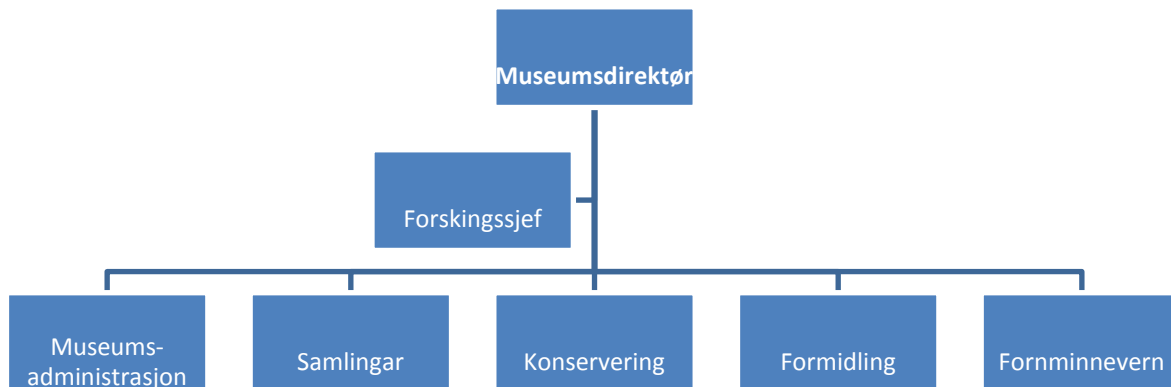 Museumsdirektør
Forskingssjef
Museums-
administrasjon
Samlingar
Konservering
Formidling
Fornminnevern